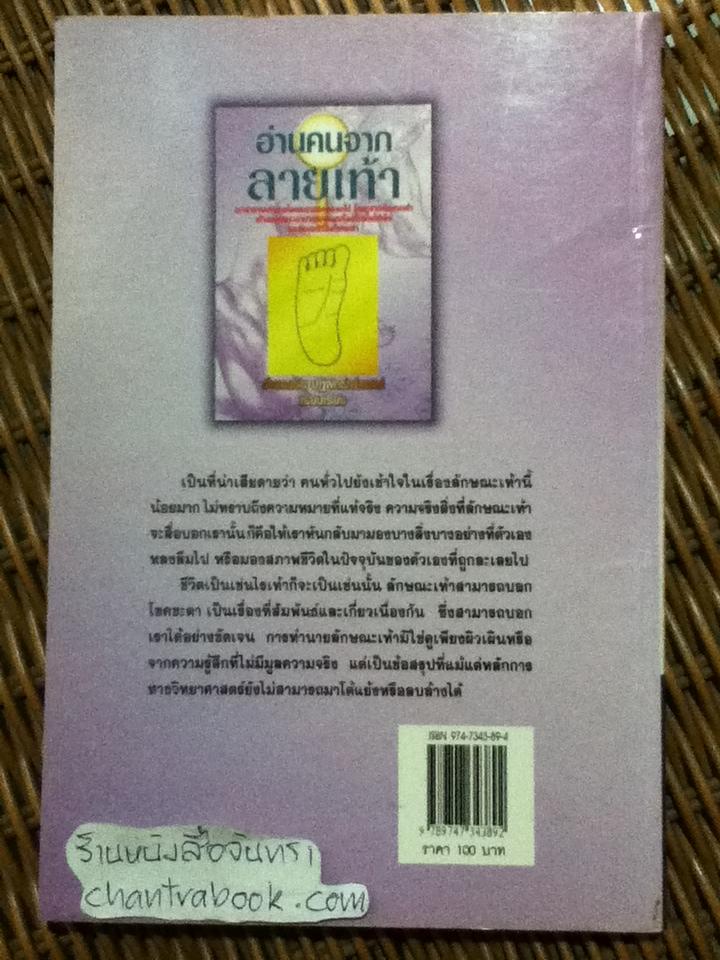 อ่านคนจาก
ลายเท้า
เป็นที่น่าเสียดายว่า คนทั่วไปยังเข้าใจในเรื่องลักษณะเท้านี้
น้อยมาก ไม่ทราบถึงความหมายที่แท้จริง ความจริงสิ่งที่ลักษณะเท้า
จะสื่อบอกเรานั้น ก็คือให้เราหันกลับมามองบางสิ่งบางอย่างที่ตัวเอง
หลงลืมไป หรือมองสภาพชีวิตในปัจจุบันของตัวเองที่ถูกละเลยไป
ชีวิตเป็นเช่นไรเท้าก็จะเป็นเช่นนั้น ลักษณะเท้าสามารถบอก
โชคชะตา เป็นเรื่องที่สัมพันธ์และเกี่ยวเนื่องกัน ซึ่งสามารถบอก
เราได้อย่างชัดเจน การทำนายลักษณะเท้ามิใช่ดูเพียงผิวเผินหรือ
จากความรู้สึกที่ไม่มีมูลความจริง แต่เป็นข้อสรุปที่แม้แต่หลักการ
ทางวิทยาศาสตร์ยังไม่สามารถมาโต้แย้งหรือลบล้างได้
ISBN 974-7343-89-4
9 789747 343892
ราคา 100 บาท
ร้านหนังสือจันทรา
chantrabook.com